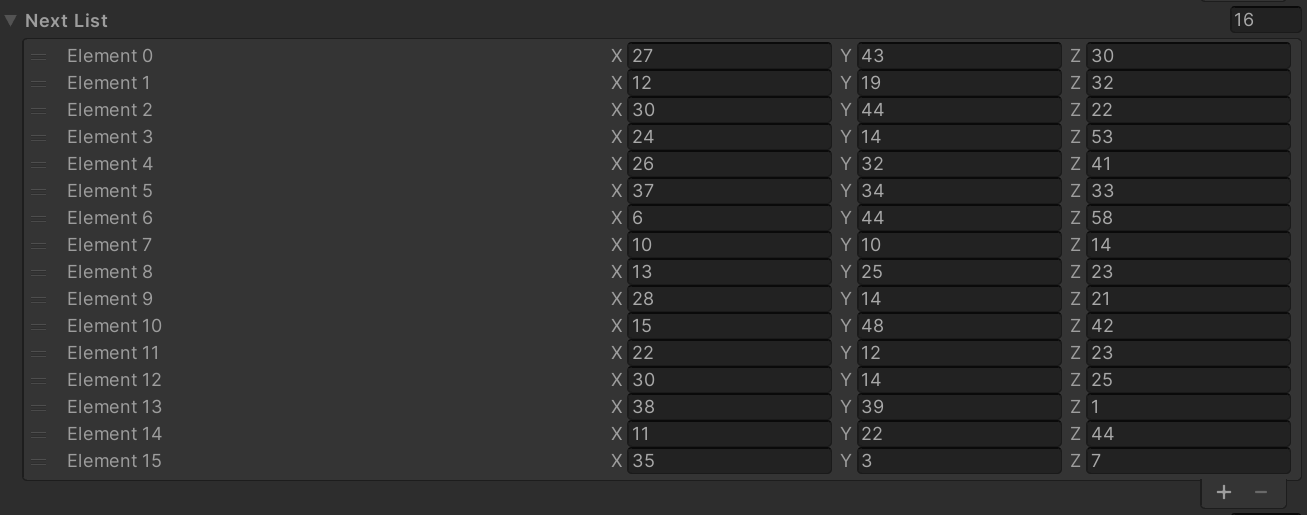 Next List 16
Element 0 X 27 Y 43 Z 30
Element 1 X 12 Y 19 Z 32
Element 2 X 30 Y 44 Z 22
Element 3 X 24 Y 14 Z 53
Element 4 X 26 Y 32 Z 41
Element 5 X 37 Y 34 Z 33
Element 6 X 6 Y 44 Z 58
Element 7 X 10 Y 10 Z 14
Element 8 X 13 Y 25 Z 23
Element 9 X 28 Y 14 Z 21
Element 10 X 15 Y 48 Z 42
Element 11 X 22 Y 12 Z 23
Element 12 X 30 Y 14 Z 25
Element 13 X 38 Y 39 Z 1
Element 14 X 11 Y 22 Z 44
Element 15 X 35 Y 3 Z 7
+ −